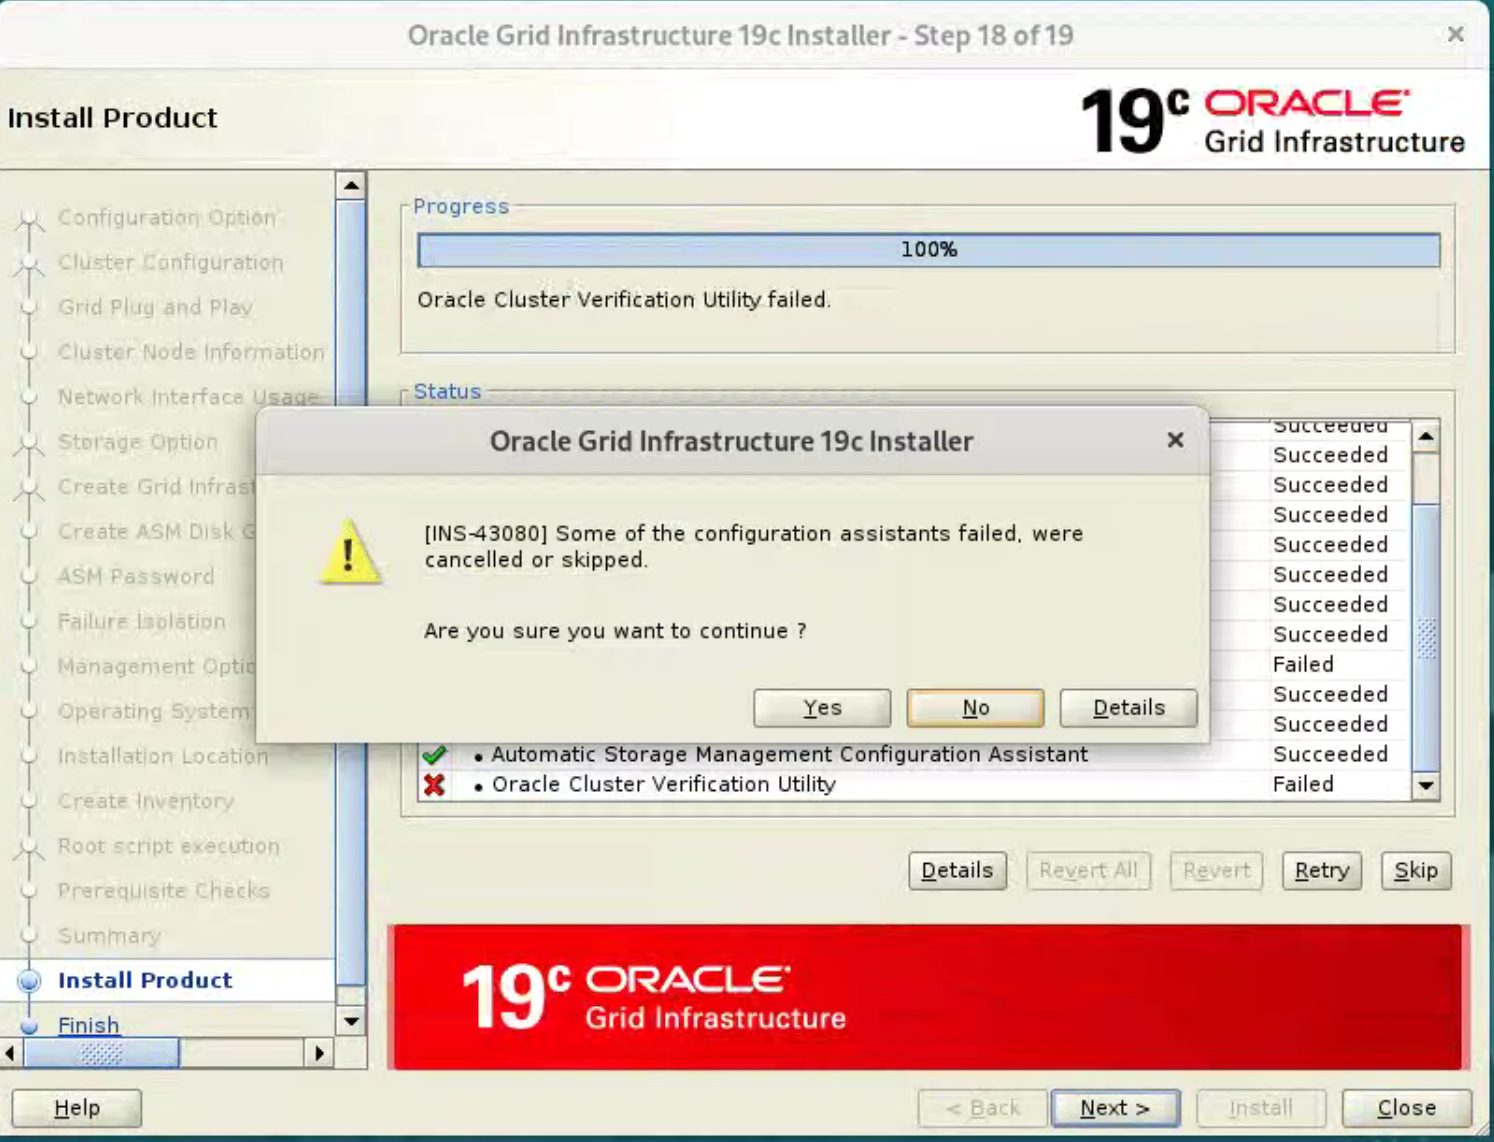 Oracle Grid Infrastructure 19c Installer - Step 18 of 19
Install Product
19c ORACLE
Grid Infrastructure
Configuration Option
Cluster Configuration
Grid Plug and Play
Cluster Node Information
Network Interface Usage
Storage Option
Create Grid Infrast
Create ASM Disk G
ASM Password
Failure Isolation
Management Optio
Operating System
Installation Location
Create Inventory
Root script execution
Prerequisite Checks
Summary
Install Product
Finish
Progress
100%
Oracle Cluster Verification Utility failed.
Status
Succeeded
Succeeded
Succeeded
Succeeded
Succeeded
Succeeded
Succeeded
Succeeded
Failed
Succeeded
Succeeded
• Automatic Storage Management Configuration Assistant Succeeded
• Oracle Cluster Verification Utility Failed
Oracle Grid Infrastructure 19c Installer
[INS-43080] Some of the configuration assistants failed, were
cancelled or skipped.
Are you sure you want to continue ?
Yes No Details
Details Revert All Revert Retry Skip
19c ORACLE
Grid Infrastructure
Help < Back Next > Install Close